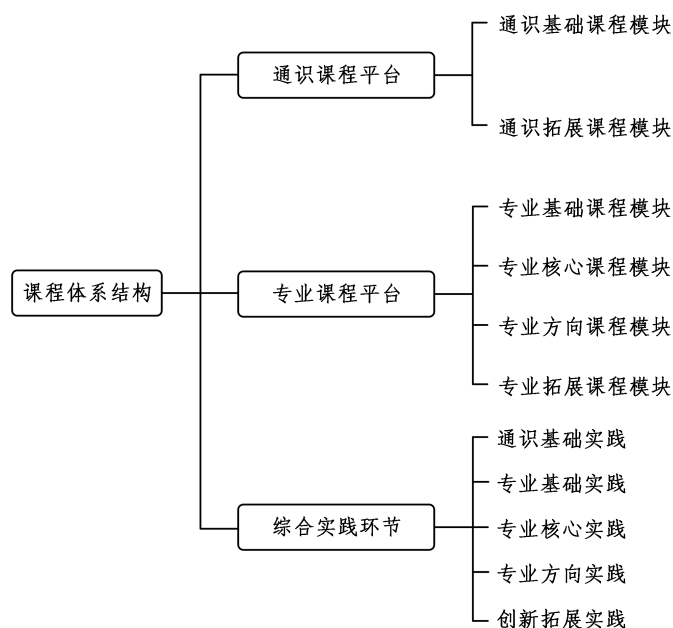 课程体系结构
通识课程平台
通识基础课程模块
通识拓展课程模块
专业课程平台
专业基础课程模块
专业核心课程模块
专业方向课程模块
专业拓展课程模块
综合实践环节
通识基础实践
专业基础实践
专业核心实践
专业方向实践
创新拓展实践